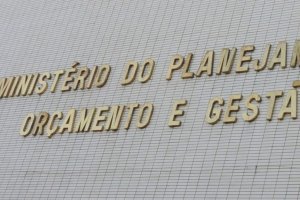 MINISTÉRIO DO PLANEJAM
ORÇAMENTO E GESTÃ